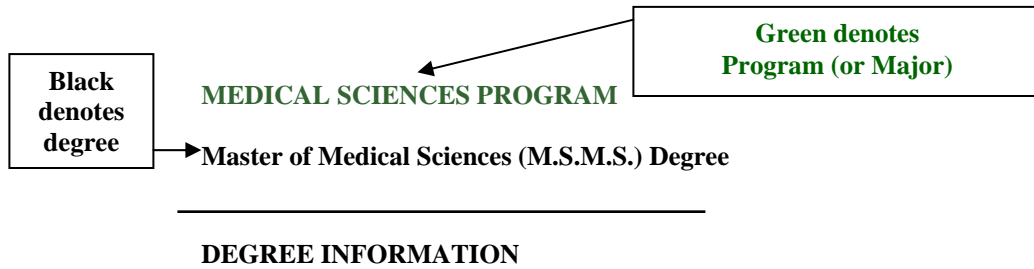 Green denotes
Program (or Major)
Black
denotes
degree
MEDICAL SCIENCES PROGRAM
Master of Medical Sciences (M.S.M.S.) Degree
DEGREE INFORMATION